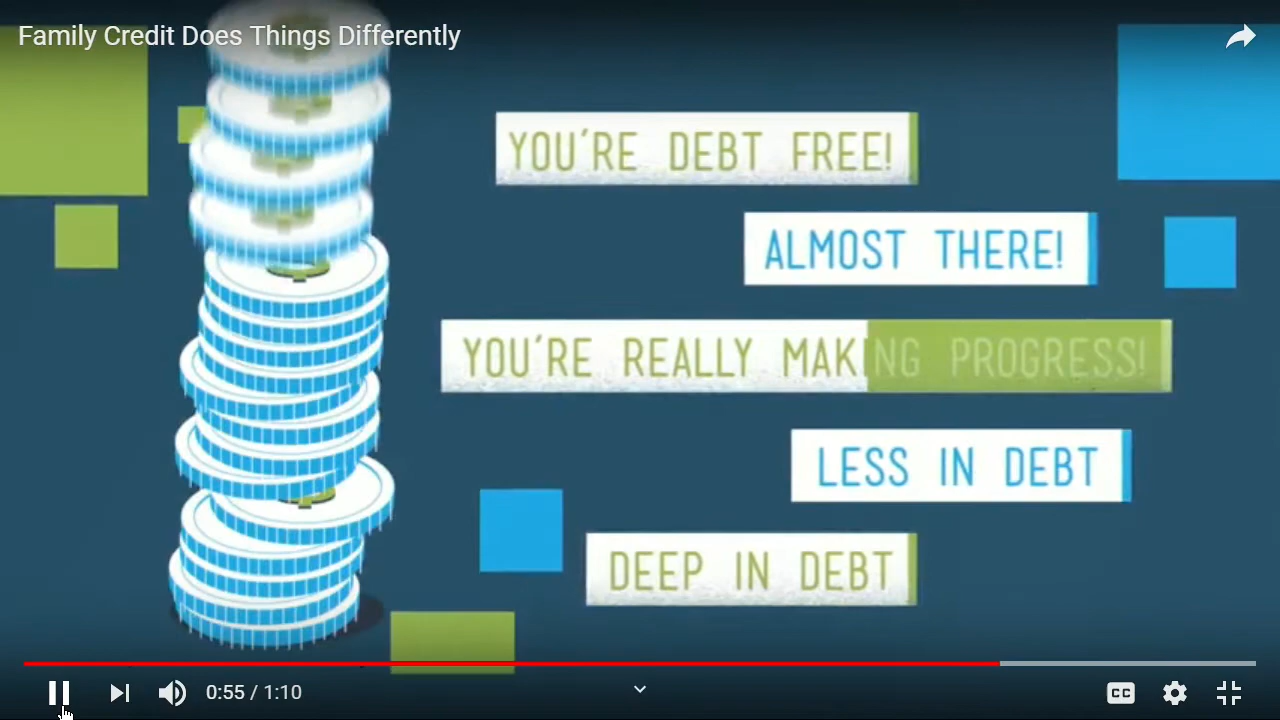 Family Credit Does Things Differently
YOU'RE DEBT FREE!
ALMOST THERE!
YOU'RE REALLY MAKING PROGRESS!
LESS IN DEBT
DEEP IN DEBT
0:55 / 1:10
CC